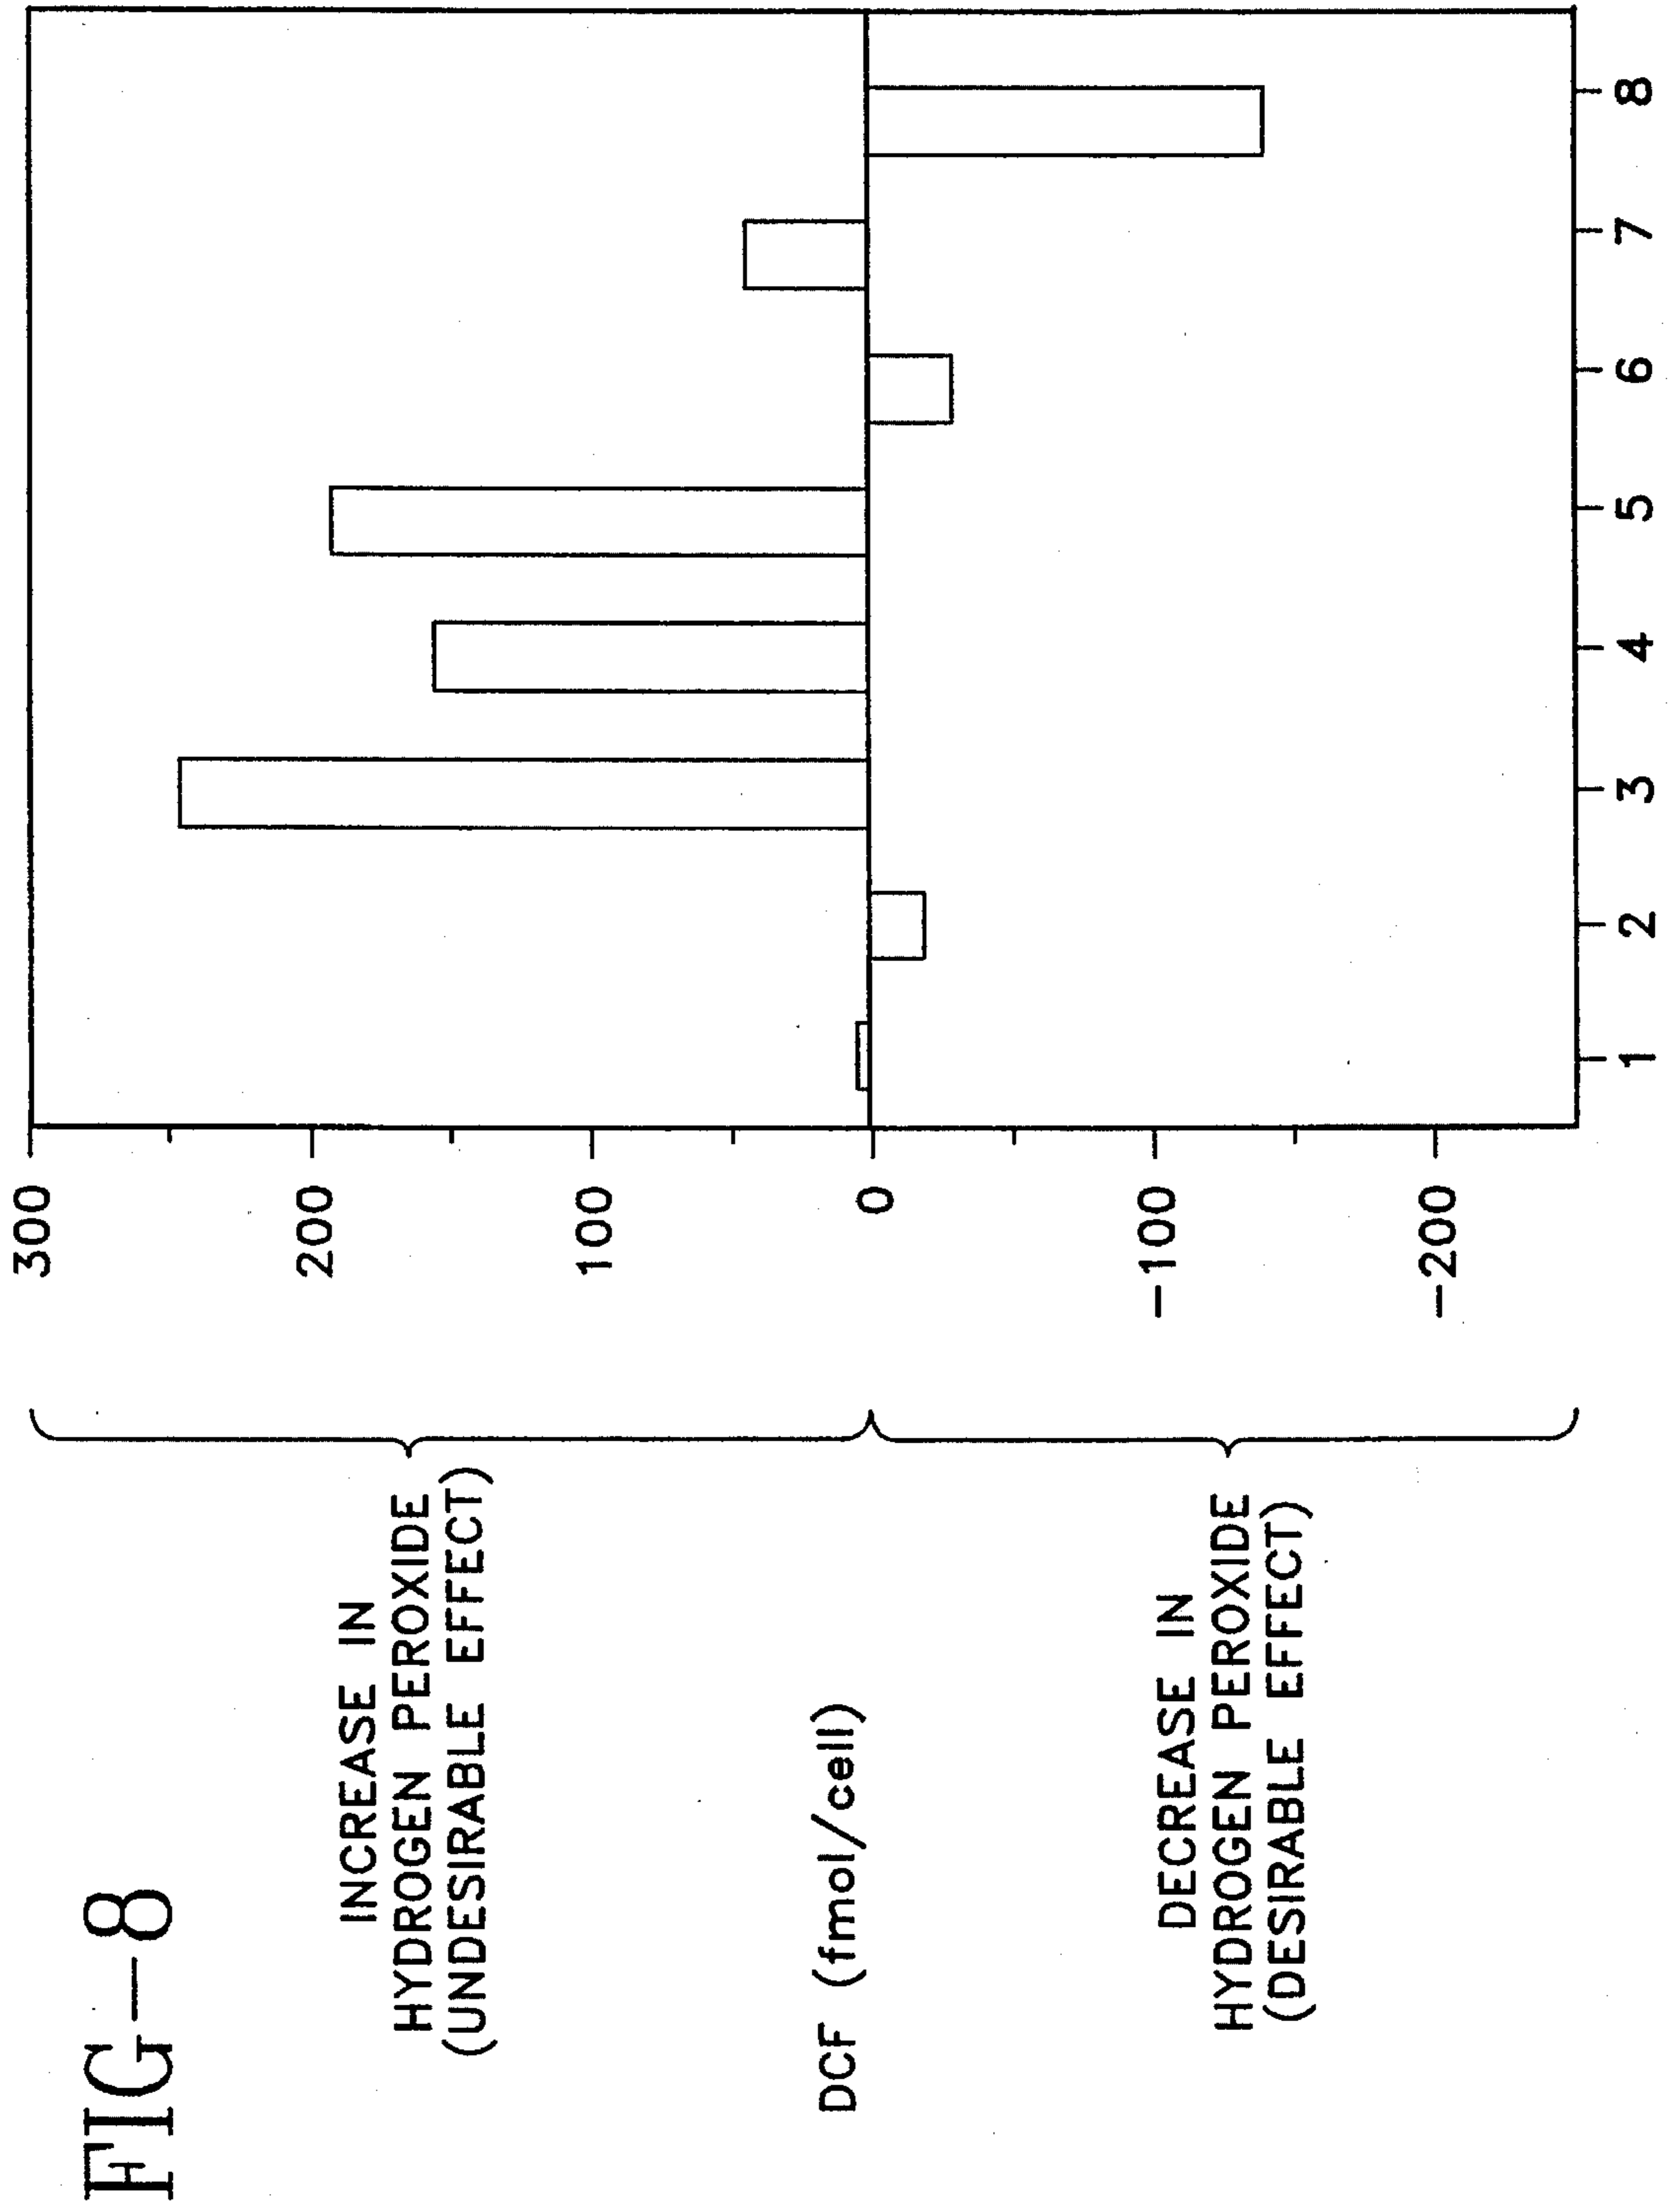 FIG-8
INCREASE IN
HYDROGEN PEROXIDE
(UNDESIRABLE EFFECT)
DCF (fmol/cell)
DECREASE IN
HYDROGEN PEROXIDE
(DESIRABLE EFFECT)
300
200
100
0
-100
-200
1 2 3 4 5 6 7 8